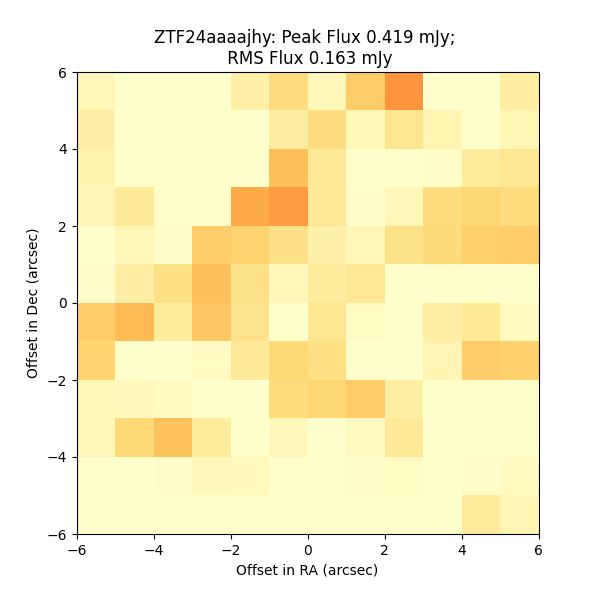 ZTF24aaaajhy: Peak Flux 0.419 mJy;
RMS Flux 0.163 mJy
6
4
2
0
−2
−4
−6
Offset in Dec (arcsec)
−6 −4 −2 0 2 4 6
Offset in RA (arcsec)